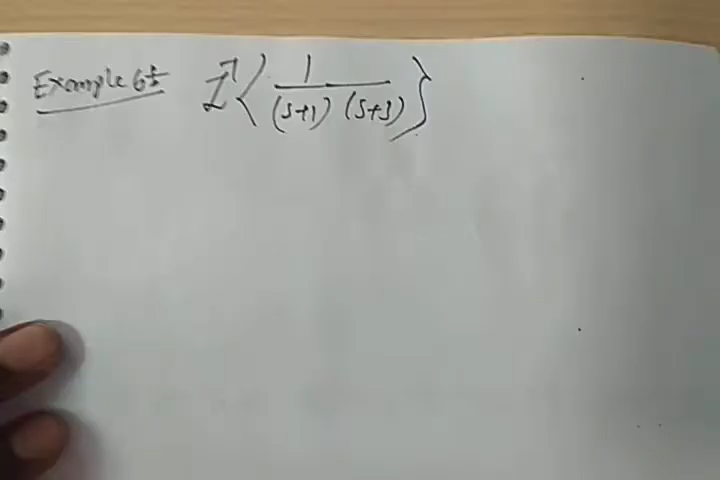 Example 6:
L⁻¹{ 1 / (s+1) (s+3) }